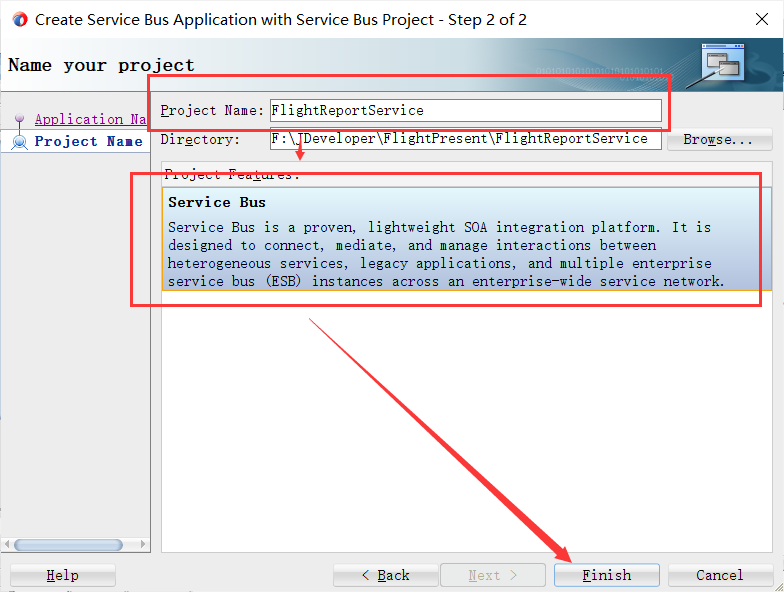 Create Service Bus Application with Service Bus Project - Step 2 of 2
Name your project
Application Na
Project Name
Project Name: FlightReportService
Directory: F:\JDeveloper\FlightPresent\FlightReportService Browse...
Project Features:
Service Bus
Service Bus is a proven, lightweight SOA integration platform. It is
designed to connect, mediate, and manage interactions between
heterogeneous services, legacy applications, and multiple enterprise
service bus (ESB) instances across an enterprise-wide service network.
Help < Back Next > Finish Cancel